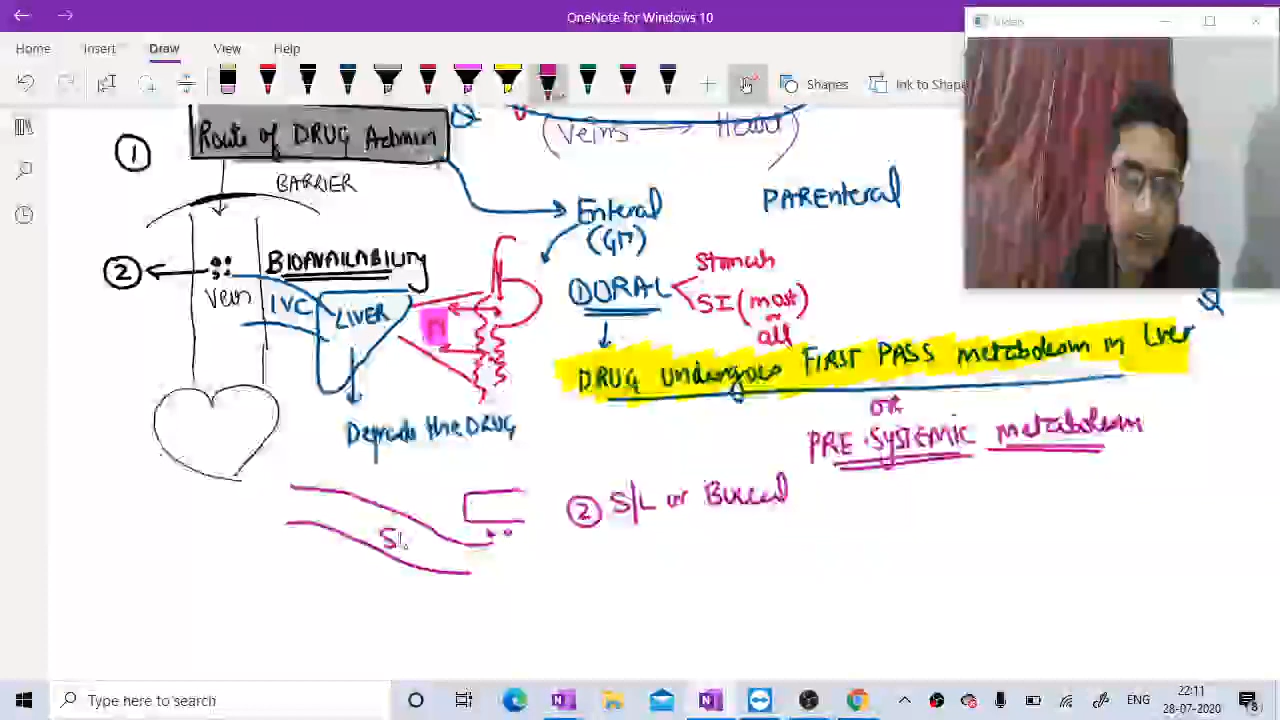 OneNote for Windows 10
Home Insert Draw View Help
Shapes
Ink to Shape
Route of DRUG Admin
(Veins → Heart)
1
BARRIER
Enteral
(GIT)
PAREnteral
2
BIOAVAILABILITY
Vein
IVC
LIVER
ORAL
Stomach
SI (most
or
all
DRUG undergoes FIRST PASS metabolism in Liver
OR
PRE-SYSTEMIC metabolism
Degrade the DRUG
2 S/L or Buccal
SL
Type here to search
ENG
22:11
28-07-2020